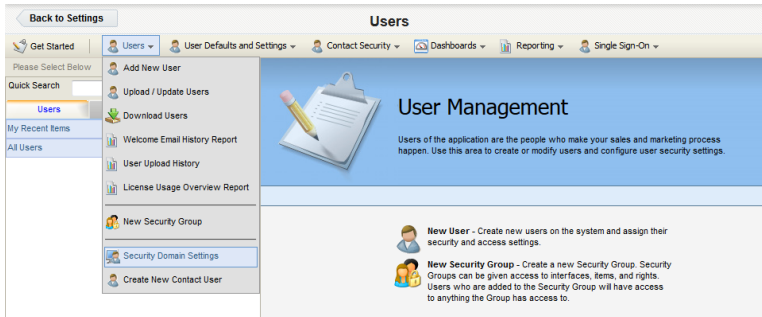 Back to Settings
Users
Get Started
Users
User Defaults and Settings
Contact Security
Dashboards
Reporting
Single Sign-On
Please Select Below
Quick Search
Users
My Recent Items
All Users
Add New User
Upload / Update Users
Download Users
Welcome Email History Report
User Upload History
License Usage Overview Report
New Security Group
Security Domain Settings
Create New Contact User
User Management
Users of the application are the people who make your sales and marketing process
happen. Use this area to create or modify users and configure user security settings.
New User - Create new users on the system and assign their
security and access settings.
New Security Group - Create a new Security Group. Security
Groups can be given access to interfaces, items, and rights.
Users who are added to the Security Group will have access
to anything the Group has access to.